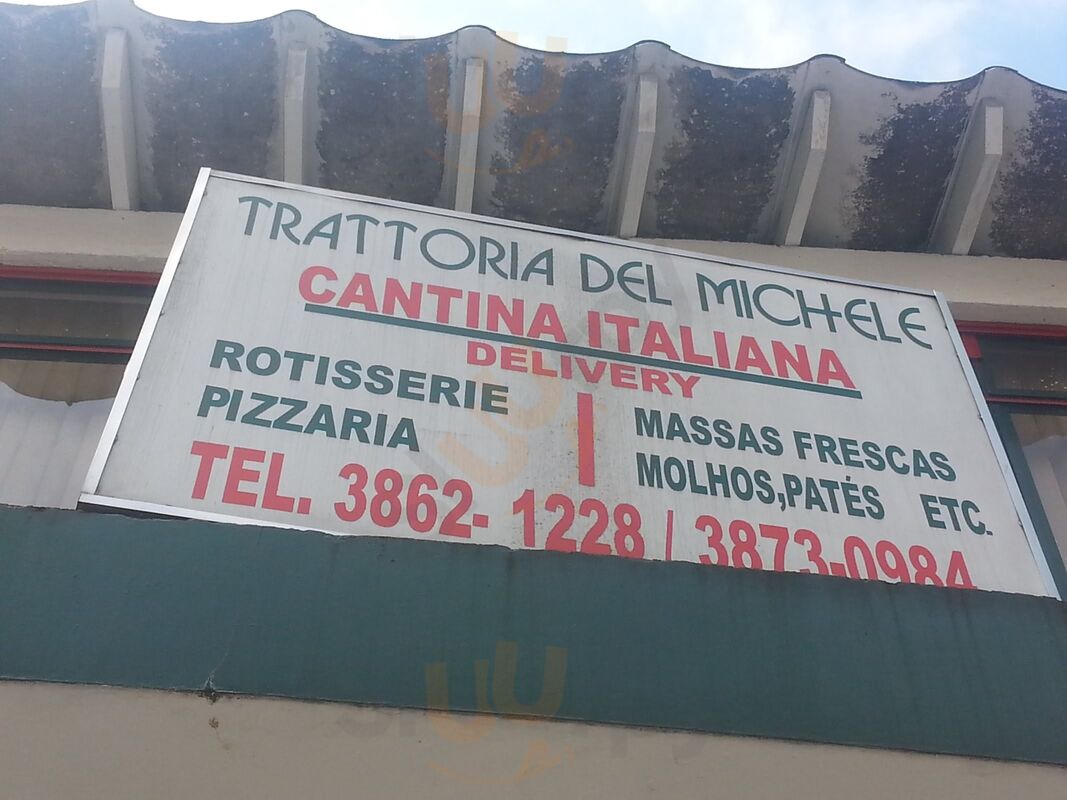 TRATTORIA DEL MICHELE
CANTINA ITALIANA
DELIVERY
ROTISSERIE
PIZZARIA
MASSAS FRESCAS
MOLHOS,PATÉS ETC.
TEL. 3862- 1228 / 3873-0984